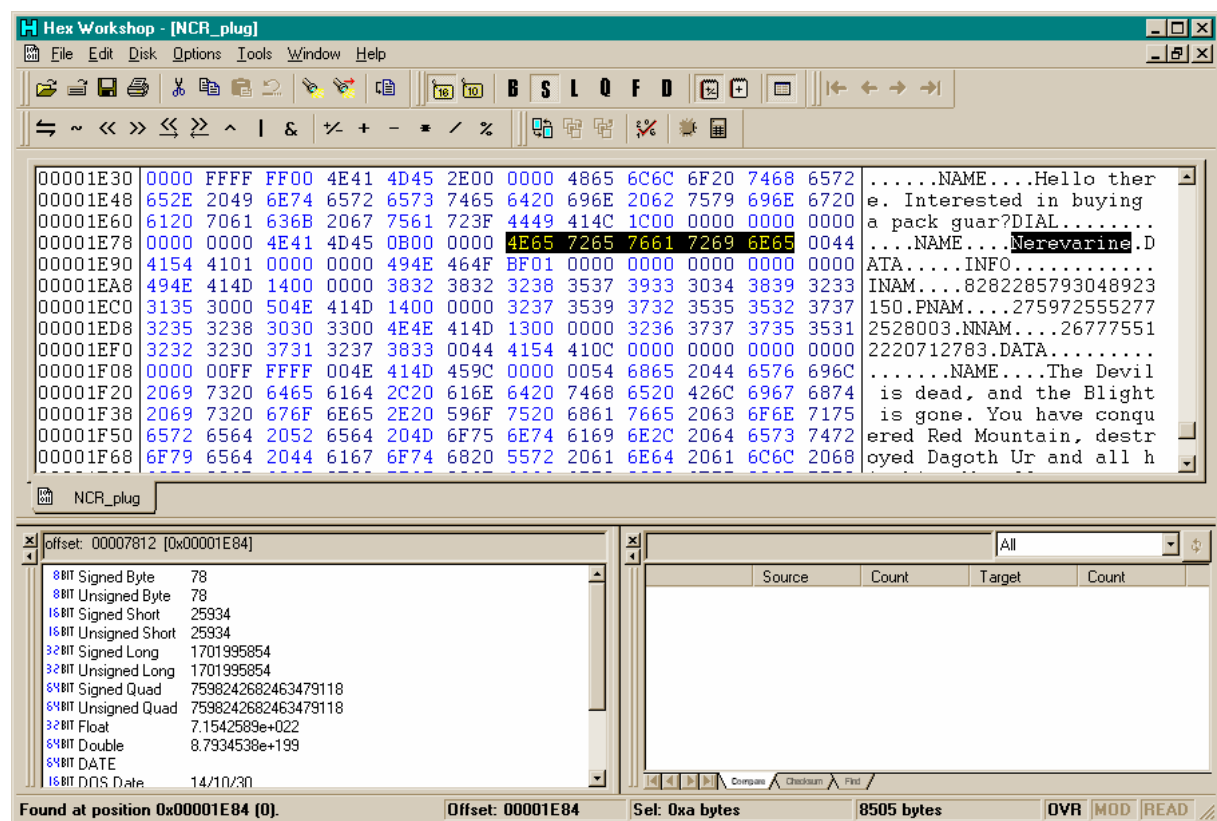 Hex Workshop - [NCR_plug]
File Edit Disk Options Tools Window Help
B S L Q F D
& +/- + - * / %
00001E30 0000 FFFF FF00 4E41 4D45 2E00 0000 4865 6C6C 6F20 7468 6572 ......NAME....Hello ther
00001E48 652E 2049 6E74 6572 6573 7465 6420 696E 2062 7579 696E 6720 e. Interested in buying
00001E60 6120 7061 636B 2067 7561 723F 4449 414C 1C00 0000 0000 0000 a pack guar?DIAL........
00001E78 0000 0000 4E41 4D45 0B00 0000 4E65 7265 7661 7269 6E65 0044 ....NAME....Nerevarine.D
00001E90 4154 4101 0000 0000 494E 464F BF01 0000 0000 0000 0000 0000 ATA.....INFO............
00001EA8 494E 414D 1400 0000 3832 3832 3238 3537 3933 3034 3839 3233 INAM....8282285793048923
00001EC0 3135 3000 504E 414D 1400 0000 3237 3539 3732 3535 3532 3737 150.PNAM....275972555277
00001ED8 3235 3238 3030 3300 4E4E 414D 1300 0000 3236 3737 3735 3531 2528003.NNAM....26777551
00001EF0 3232 3230 3731 3237 3833 0044 4154 410C 0000 0000 0000 0000 2220712783.DATA.........
00001F08 0000 00FF FFFF 004E 414D 459C 0000 0054 6865 2044 6576 696C .......NAME....The Devil
00001F20 2069 7320 6465 6164 2C20 616E 6420 7468 6520 426C 6967 6874 is dead, and the Blight
00001F38 2069 7320 676F 6E65 2E20 596F 7520 6861 7665 2063 6F6E 7175 is gone. You have conqu
00001F50 6572 6564 2052 6564 204D 6F75 6E74 6169 6E2C 2064 6573 7472 ered Red Mountain, destr
00001F68 6F79 6564 2044 6167 6F74 6820 5572 2061 6E64 2061 6C6C 2068 oyed Dagoth Ur and all h
NCR_plug
offset: 00007812 [0x00001E84]
All
8BIT Signed Byte 78
8BIT Unsigned Byte 78
16BIT Signed Short 25934
16BIT Unsigned Short 25934
32BIT Signed Long 1701995854
32BIT Unsigned Long 1701995854
64BIT Signed Quad 7598242682463479118
64BIT Unsigned Quad 7598242682463479118
32BIT Float 7.1542589e+022
64BIT Double 8.7934538e+199
64BIT DATE
16BIT DOS Date 14/10/30
Source Count Target Count
Compare Checksum Find
Found at position 0x00001E84 (0). Offset: 00001E84 Sel: 0xa bytes 8505 bytes OVR MOD READ